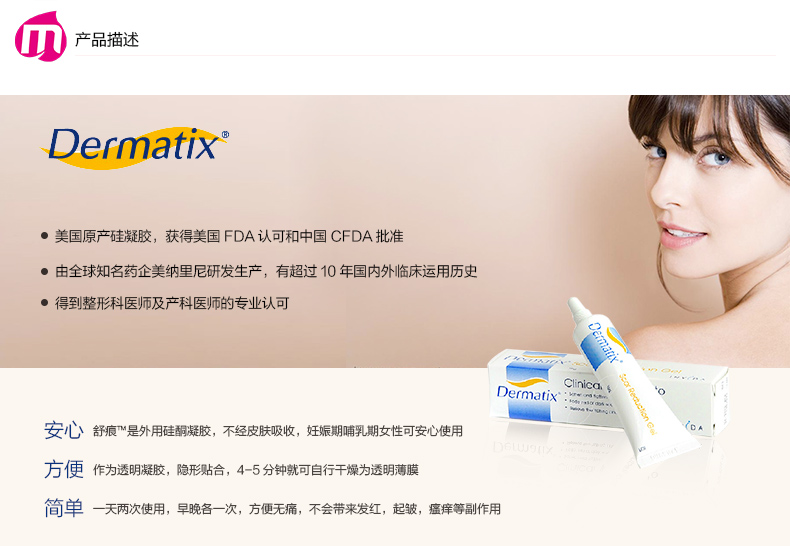 产品描述
Dermatix®
美国原产硅凝胶，获得美国 FDA 认可和中国 CFDA 批准
由全球知名药企美纳里尼研发生产，有超过 10 年国内外临床运用历史
得到整形科医师及产科医师的专业认可
Dermatix
Scar Reduction Gel
Dermatix
Clinical
安心 舒痕™是外用硅酮凝胶，不经皮肤吸收，妊娠期哺乳期女性可安心使用
方便 作为透明凝胶，隐形贴合，4-5 分钟就可自行干燥为透明薄膜
简单 一天两次使用，早晚各一次，方便无痛，不会带来发红，起皱，瘙痒等副作用